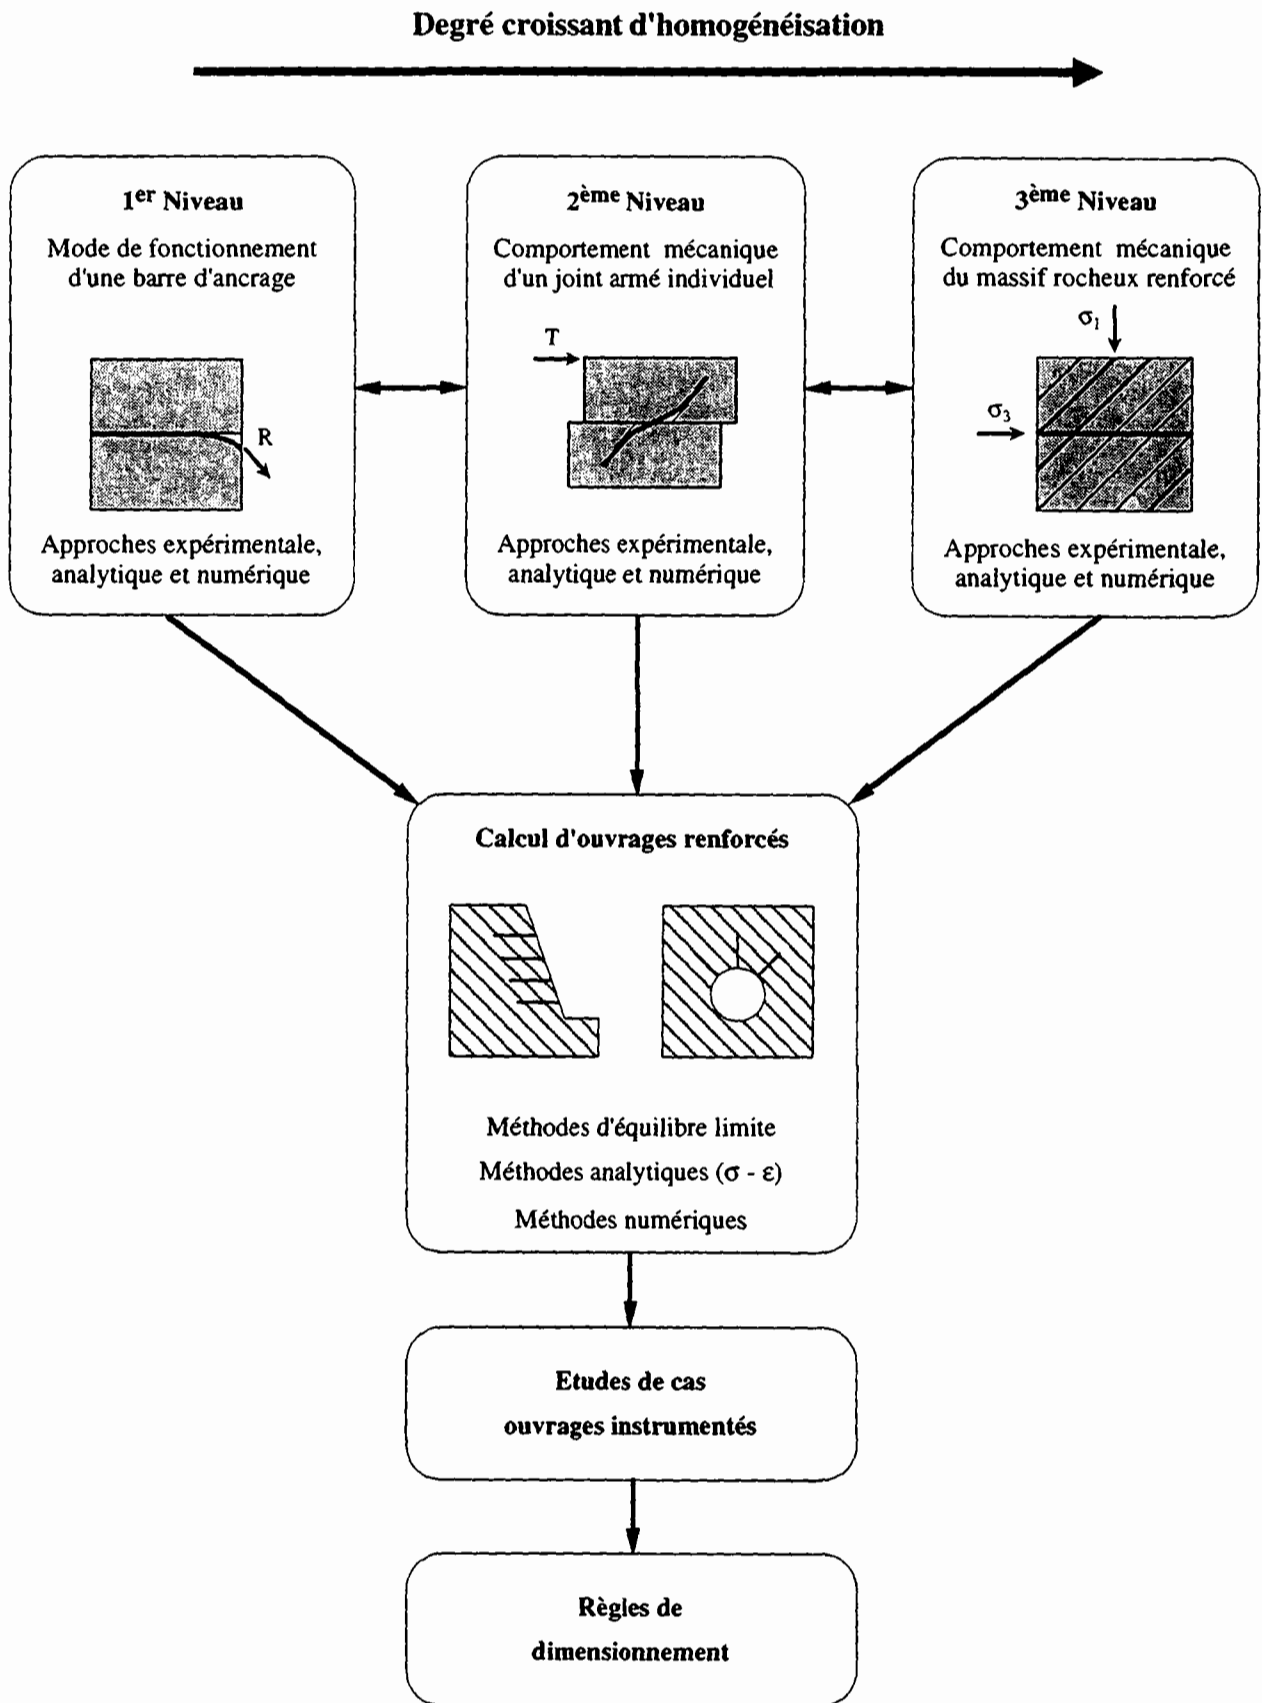 Degré croissant d'homogénéisation
1er Niveau
Mode de fonctionnement
d'une barre d'ancrage
R
Approches expérimentale,
analytique et numérique
2ème Niveau
Comportement mécanique
d'un joint armé individuel
T
Approches expérimentale,
analytique et numérique
3ème Niveau
Comportement mécanique
du massif rocheux renforcé
σ1
σ3
Approches expérimentale,
analytique et numérique
Calcul d'ouvrages renforcés
Méthodes d'équilibre limite
Méthodes analytiques (σ - ε)
Méthodes numériques
Etudes de cas
ouvrages instrumentés
Règles de
dimensionnement